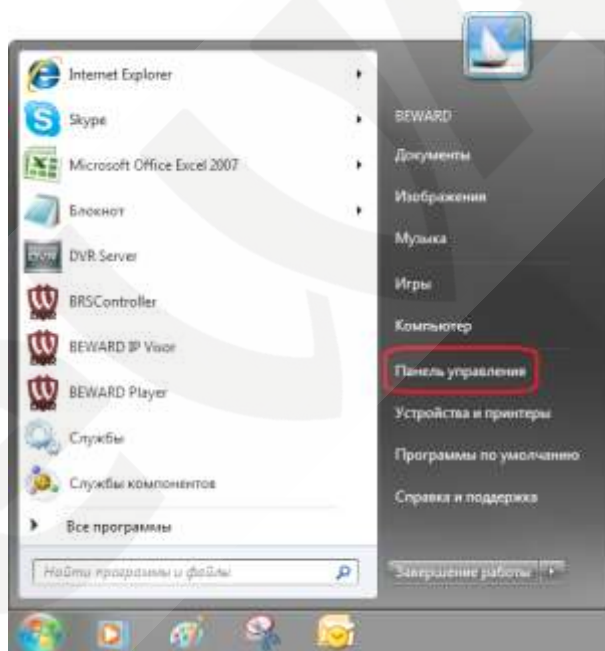 Internet Explorer
Skype
Microsoft Office Excel 2007
Блокнот
DVR Server
BRSController
BEWARD IP Visor
BEWARD Player
Службы
Службы компонентов
Все программы
Найти программы и файлы
BEWARD
Документы
Изображения
Музыка
Игры
Компьютер
Панель управления
Устройства и принтеры
Программы по умолчанию
Справка и поддержка
Завершение работы